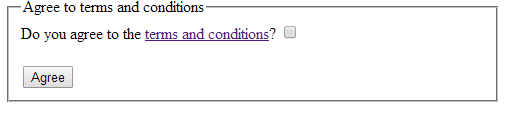 Agree to terms and conditions
Do you agree to the terms and conditions?
Agree